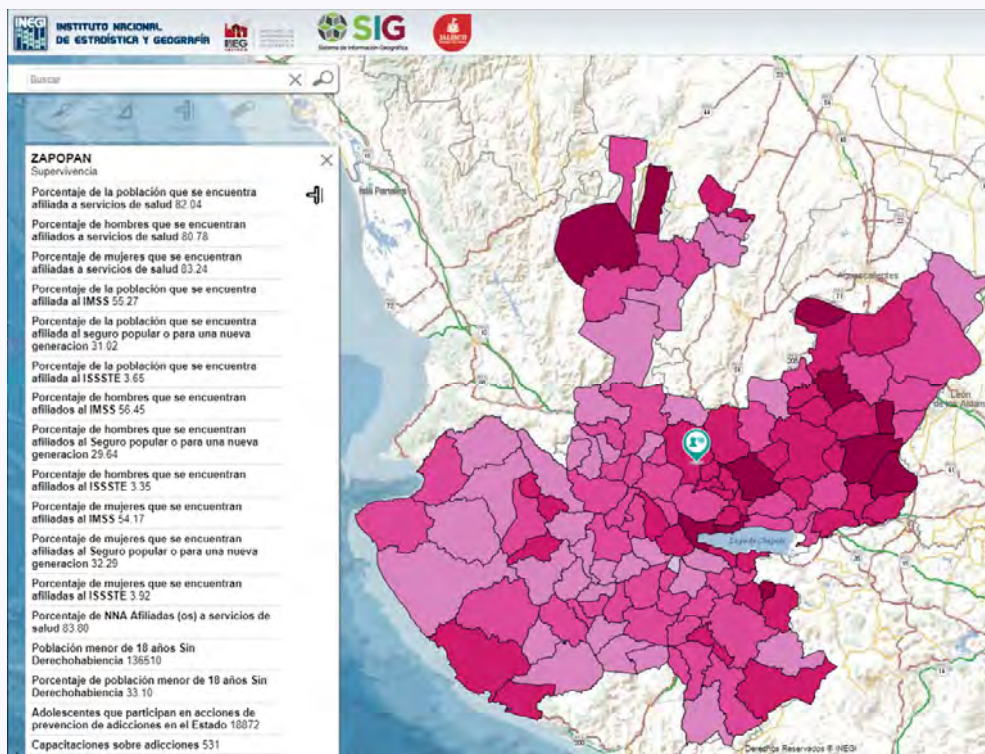 INEGI
INSTITUTO NACIONAL
DE ESTADÍSTICA Y GEOGRAFÍA
SIG
Sistema de Información Geográfica
JALISCO
Buscar
ZAPOPAN
Supervivencia
Porcentaje de la población que se encuentra
afiliada a servicios de salud 82.04
Porcentaje de hombres que se encuentran
afiliados a servicios de salud 80.78
Porcentaje de mujeres que se encuentran
afiliadas a servicios de salud 83.24
Porcentaje de la población que se encuentra
afiliada al IMSS 55.27
Porcentaje de la población que se encuentra
afiliada al seguro popular o para una nueva
generacion 31.02
Porcentaje de la población que se encuentra
afiliada al ISSSTE 3.65
Porcentaje de hombres que se encuentran
afiliados al IMSS 56.45
Porcentaje de hombres que se encuentran
afiliados al Seguro popular o para una nueva
generacion 29.64
Porcentaje de hombres que se encuentran
afiliados al ISSSTE 3.35
Porcentaje de mujeres que se encuentran
afiliadas al IMSS 54.17
Porcentaje de mujeres que se encuentran
afiliadas al Seguro popular o para una nueva
generacion 32.29
Porcentaje de mujeres que se encuentran
afiliadas al ISSSTE 3.92
Porcentaje de NNA Afiliadas (os) a servicios de
salud 83.80
Población menor de 18 años Sin
Derechohabiencia 136510
Porcentaje de población menor de 18 años Sin
Derechohabiencia 33.10
Adolescentes que participan en acciones de
prevencion de adicciones en el Estado 18872
Capacitaciones sobre adicciones 531
Aguascalientes
León
de los Aldama
Lago de Chapala
Derechos Reservados © INEGI